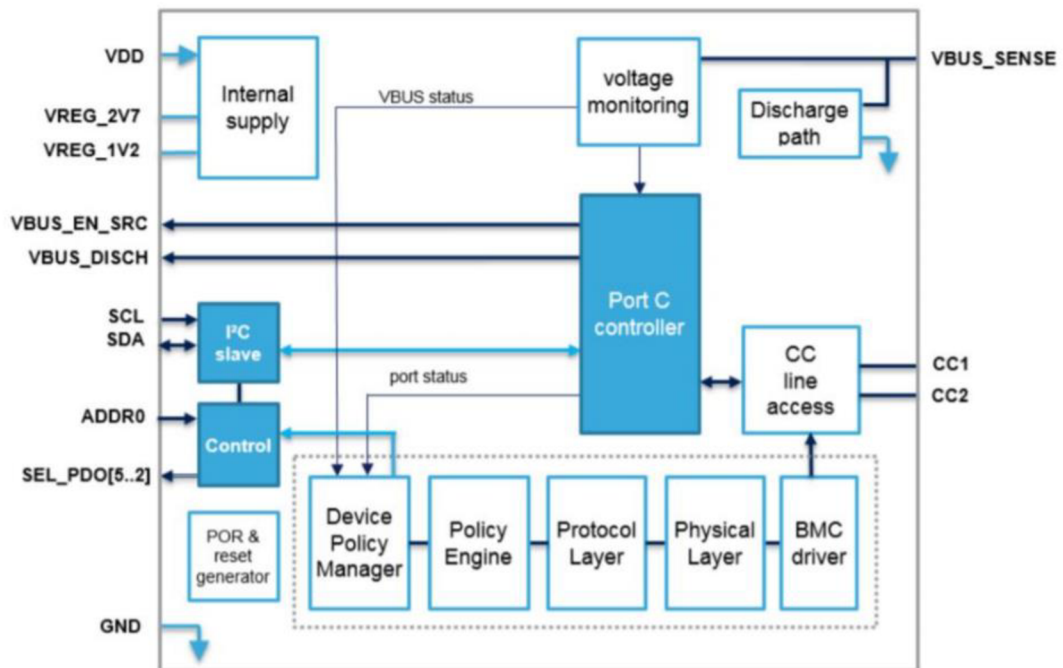 VDD
VREG_2V7
VREG_1V2
Internal
supply
VBUS status
voltage
monitoring
VBUS_SENSE
Discharge
path
VBUS_EN_SRC
VBUS_DISCH
SCL
SDA
I²C
slave
port status
Port C
controller
CC
line
access
CC1
CC2
ADDR0
Control
SEL_PDO[5..2]
POR &
reset
generator
Device
Policy
Manager
Policy
Engine
Protocol
Layer
Physical
Layer
BMC
driver
GND